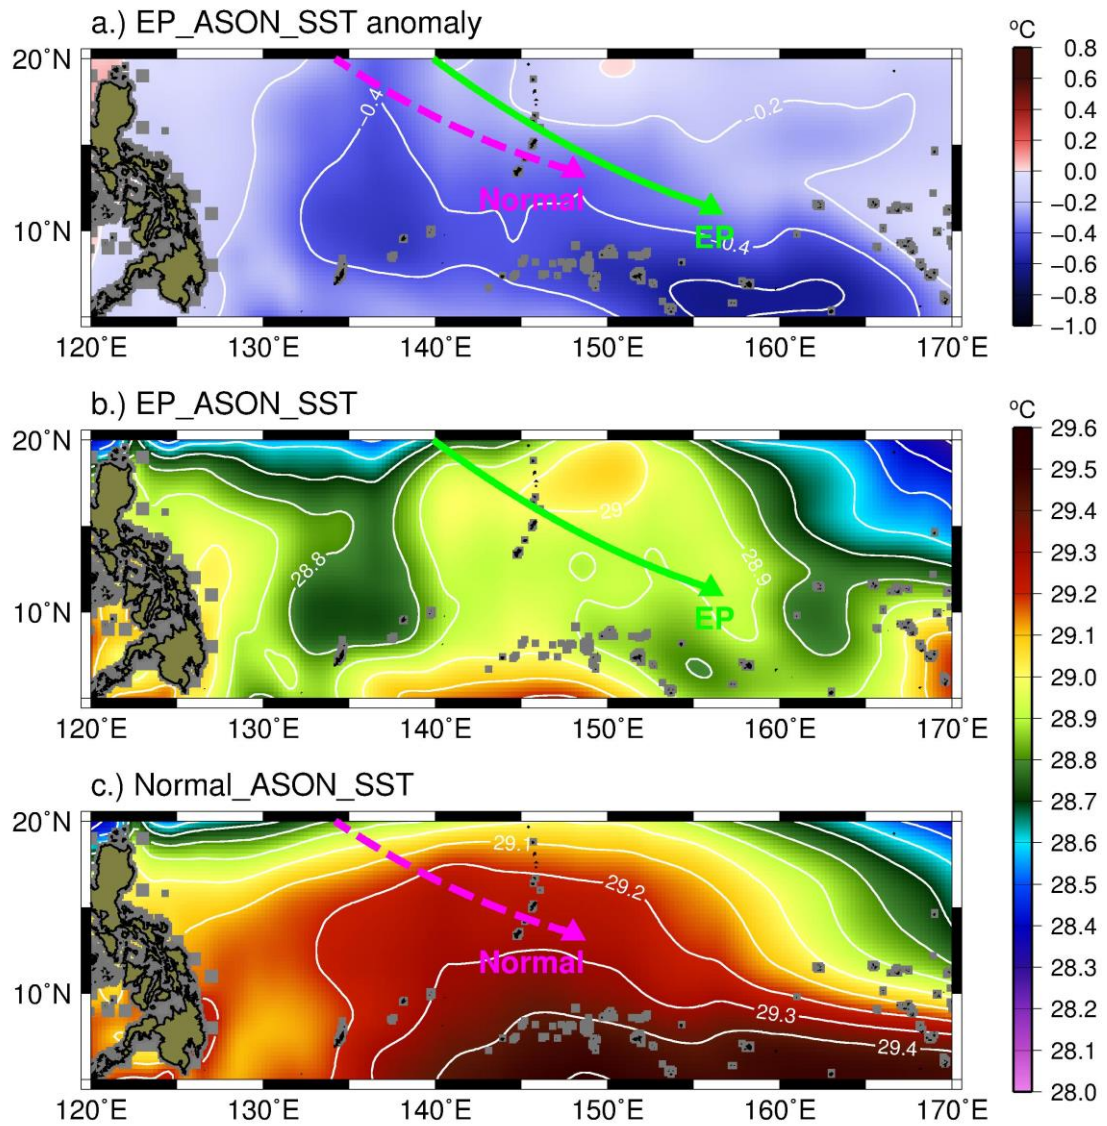 a.) EP_ASON_SST anomaly
°C
20°N
10°N
−0.4
−0.2
Normal
EP
−0.4
120°E
130°E
140°E
150°E
160°E
170°E
0.8
0.6
0.4
0.2
0.0
−0.2
−0.4
−0.6
−0.8
−1.0
b.) EP_ASON_SST
°C
20°N
10°N
28.8
29
28.9
EP
120°E
130°E
140°E
150°E
160°E
170°E
c.) Normal_ASON_SST
20°N
10°N
29.1
29.2
Normal
29.3
29.4
120°E
130°E
140°E
150°E
160°E
170°E
29.6
29.5
29.4
29.3
29.2
29.1
29.0
28.9
28.8
28.7
28.6
28.5
28.4
28.3
28.2
28.1
28.0